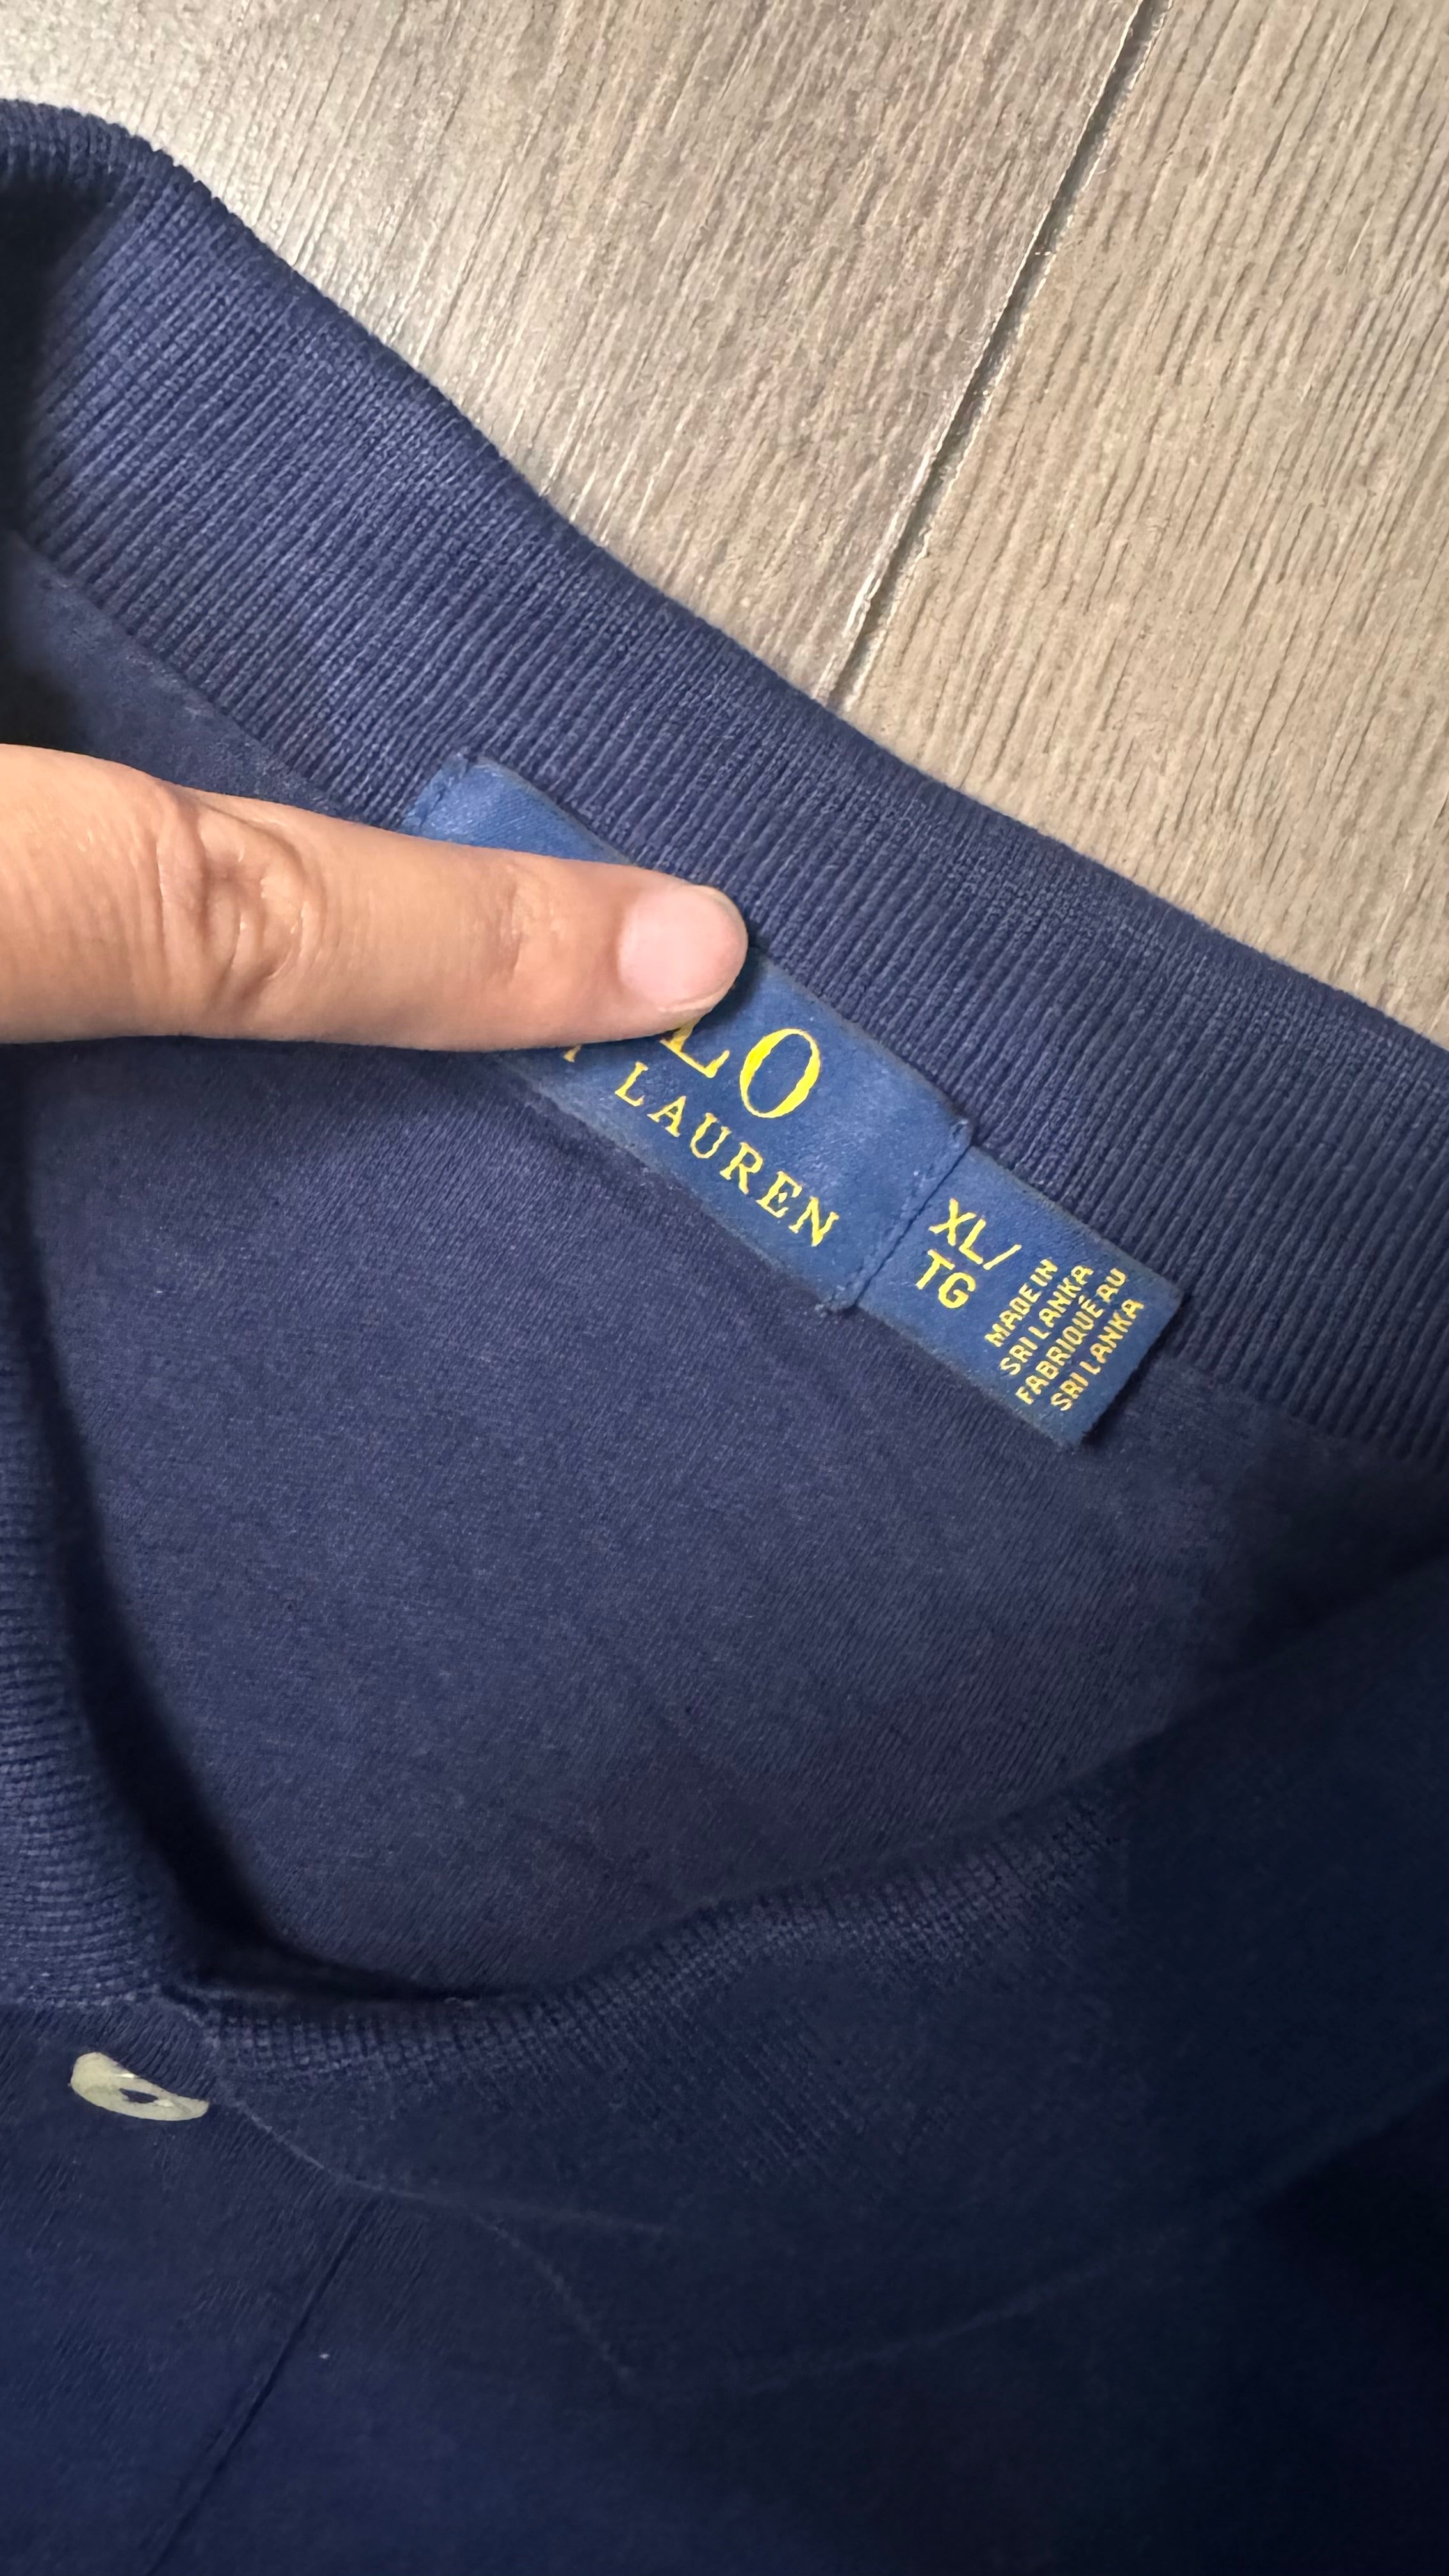 LO
LAUREN
XL/
TG
MADE IN
SRI LANKA
FABRIQUÉ AU
SRI LANKA